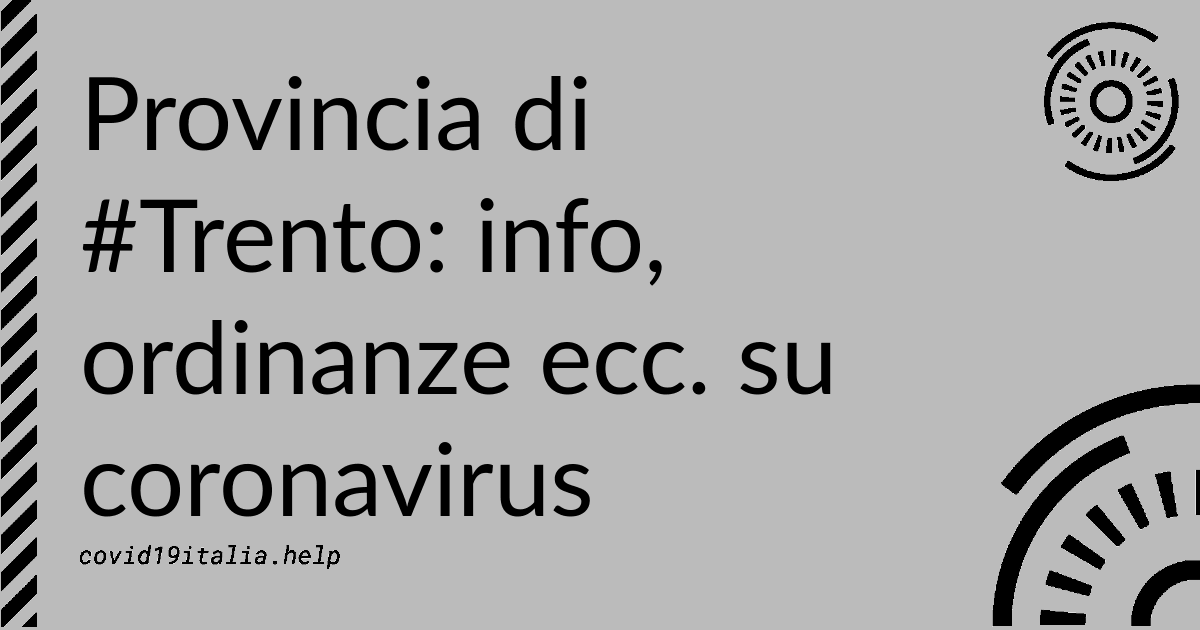 Provincia di
#Trento: info,
ordinanze ecc. su
coronavirus
covid19italia.help